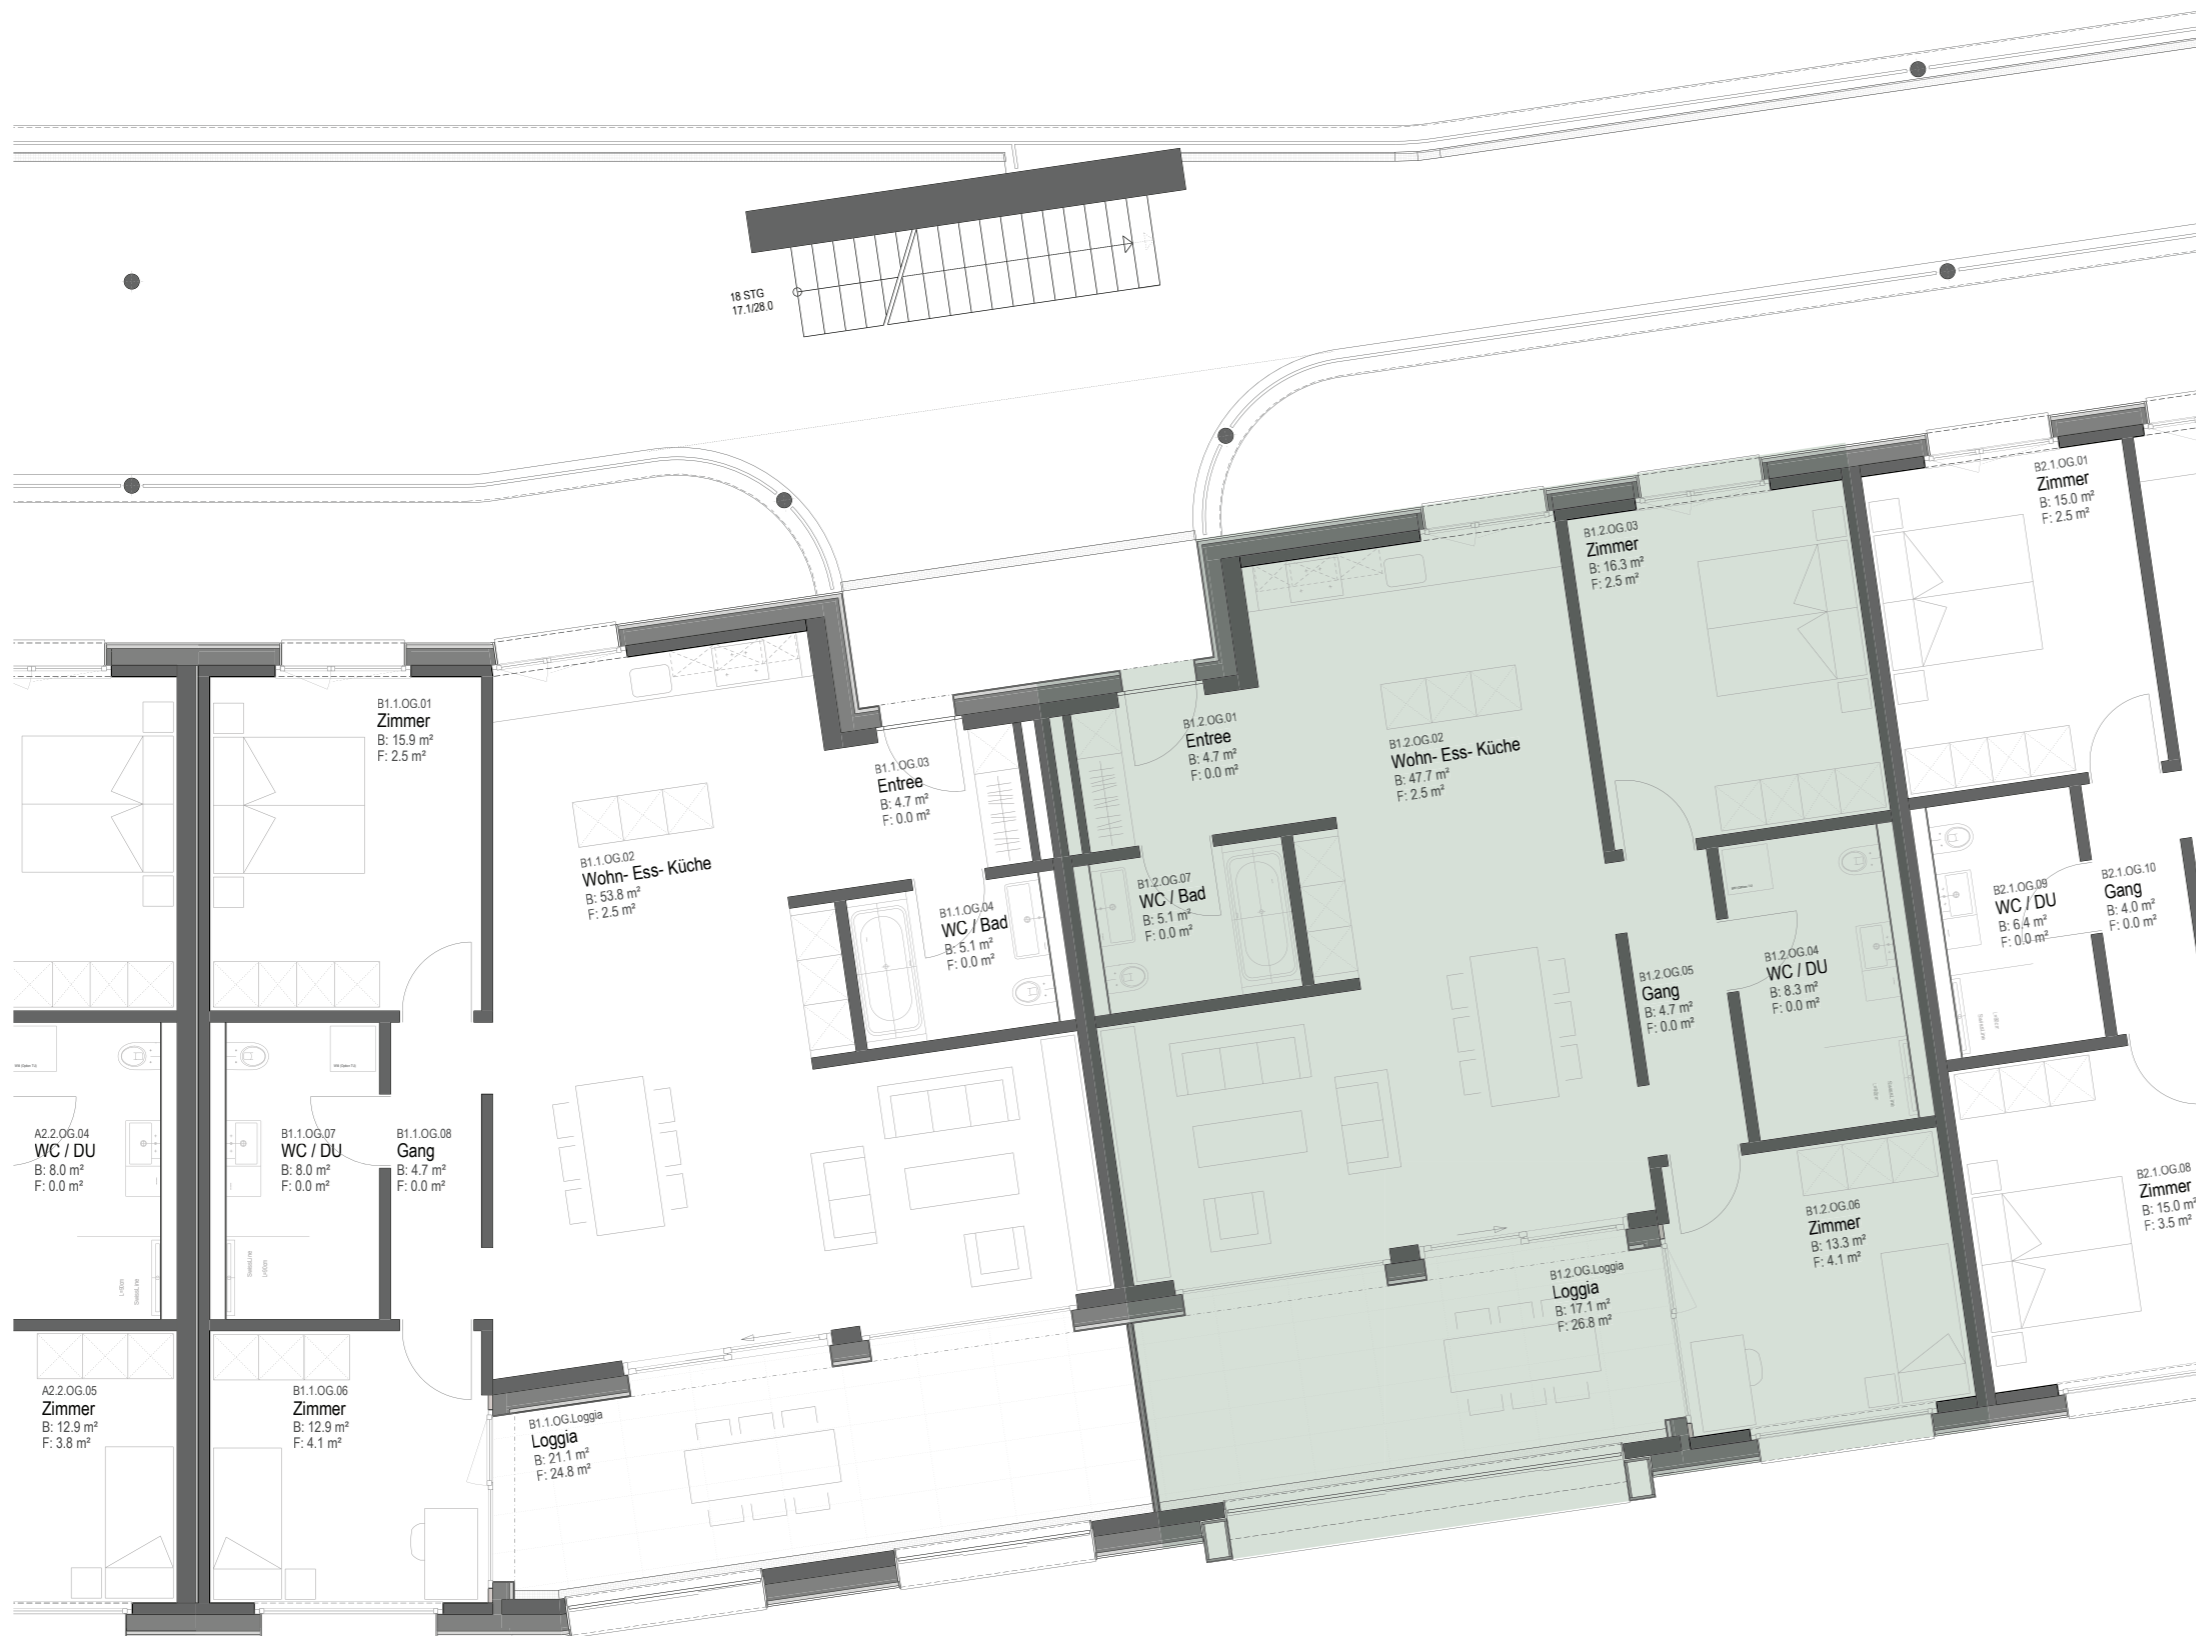 18 STG
17.1/28.0
B2.1.OG.01
Zimmer
B: 15.0 m²
F: 2.5 m²
B1.2.OG.03
Zimmer
B: 16.3 m²
F: 2.5 m²
B1.1.OG.01
Zimmer
B: 15.9 m²
F: 2.5 m²
B1.2.OG.01
Entree
B: 4.7 m²
F: 0.0 m²
B1.2.OG.02
Wohn- Ess- Küche
B: 47.7 m²
F: 2.5 m²
B1.1.OG.03
Entree
B: 4.7 m²
F: 0.0 m²
B1.1.OG.02
Wohn- Ess- Küche
B: 53.8 m²
F: 2.5 m²
B1.2.OG.07
WC / Bad
B: 5.1 m²
F: 0.0 m²
B1.1.OG.04
WC / Bad
B: 5.1 m²
F: 0.0 m²
B2.1.OG.09
WC / DU
B: 6.4 m²
F: 0.0 m²
B2.1.OG.10
Gang
B: 4.0 m²
F: 0.0 m²
B1.2.OG.05
Gang
B: 4.7 m²
F: 0.0 m²
B1.2.OG.04
WC / DU
B: 8.3 m²
F: 0.0 m²
A2.2.OG.04
WC / DU
B: 8.0 m²
F: 0.0 m²
B1.1.OG.07
WC / DU
B: 8.0 m²
F: 0.0 m²
B1.1.OG.08
Gang
B: 4.7 m²
F: 0.0 m²
B2.1.OG.08
Zimmer
B: 15.0 m²
F: 3.5 m²
B1.2.OG.06
Zimmer
B: 13.3 m²
F: 4.1 m²
B1.2.OG.Loggia
Loggia
B: 17.1 m²
F: 26.8 m²
A2.2.OG.05
Zimmer
B: 12.9 m²
F: 3.8 m²
B1.1.OG.06
Zimmer
B: 12.9 m²
F: 4.1 m²
B1.1.OG.Loggia
Loggia
B: 21.1 m²
F: 24.8 m²